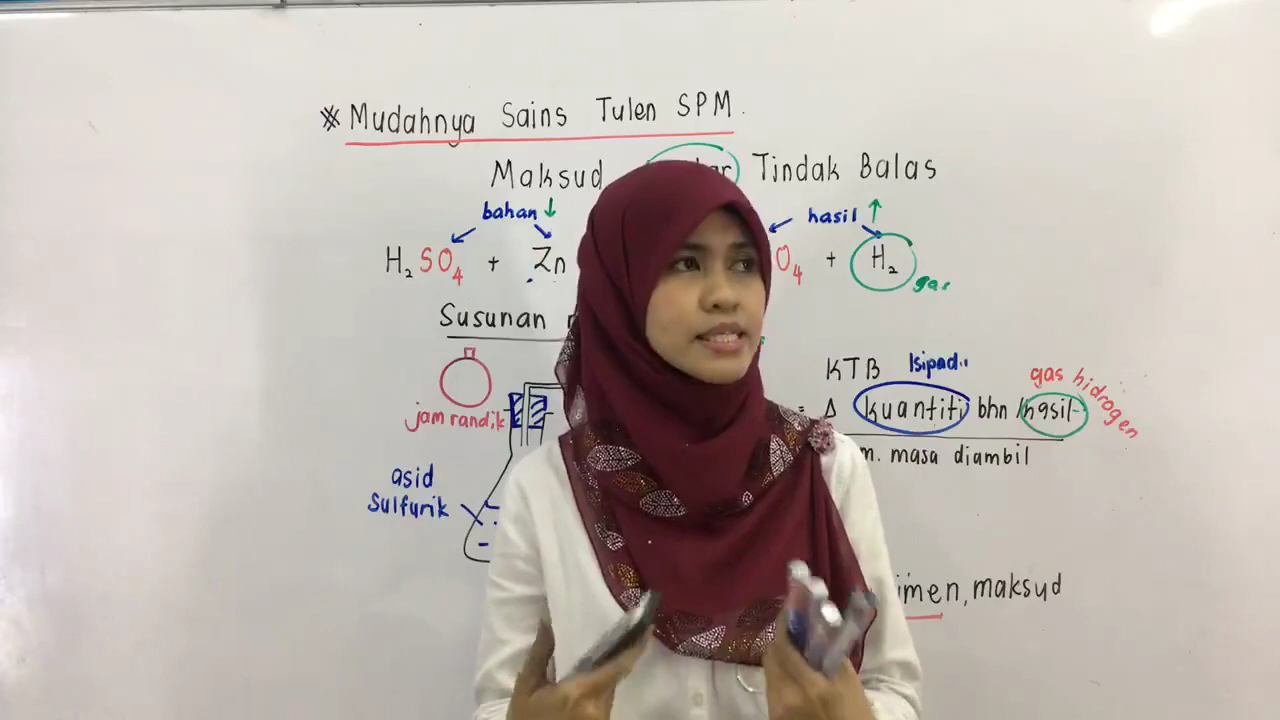 ※ Mudahnya Sains Tulen SPM.
Maksud Tindak Balas
bahan ↓ hasil ↑
H₂SO₄ + Zn O₄ + H₂
gas
Susunan
KTB Isipadu
gas hidrogen
= Δ kuantiti bhn / hasil
jam randik
m. masa diambil
asid
sulfurik
imen, maksud